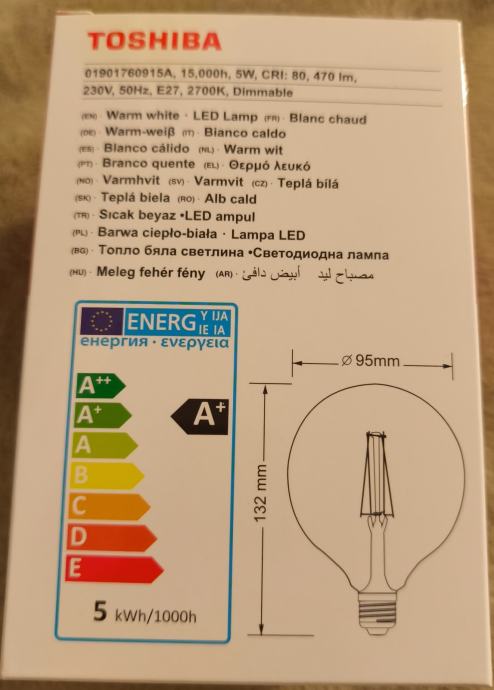 TOSHIBA
01901760915A, 15,000h, 5W, CRI: 80, 470 lm,
230V, 50Hz, E27, 2700K, Dimmable
(EN) · Warm white · LED Lamp (FR) · Blanc chaud
(DE) · Warm-weiß (IT) · Bianco caldo
(ES) · Blanco cálido (NL) · Warm wit
(PT) · Branco quente (EL) · Θερμό λευκό
(NO) · Varmhvit (SV) · Varmvit (CZ) · Teplá bílá
(SK) · Teplá biela (RO) · Alb cald
(TR) · Sıcak beyaz •LED ampul
(PL) · Barwa ciepło-biała · Lampa LED
(BG) · Топло бяла светлина •Светодиодна лампа
(HU) · Meleg fehér fény (AR) · مصباح ليد أبيض دافئ
ENERG Y IJA
IE IA
енергия · ενεργεια
A++
A+
A
B
C
D
E
A+
5 kWh/1000h
Ø 95mm
132 mm